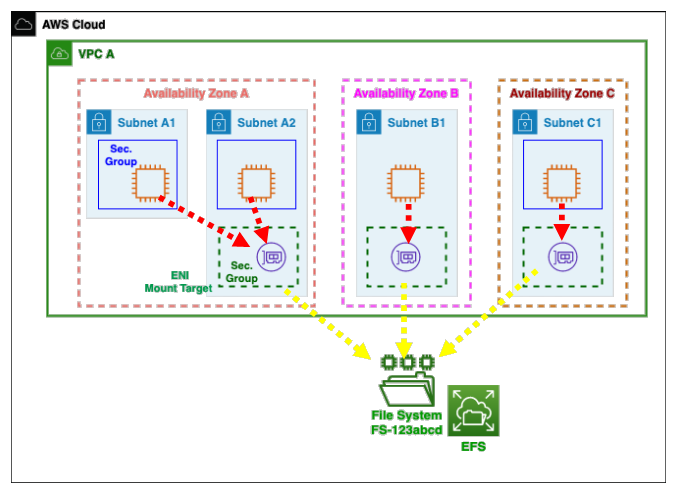 AWS Cloud
VPC A
Availability Zone A
Availability Zone B
Availability Zone C
Subnet A1
Subnet A2
Subnet B1
Subnet C1
Sec.
Group
Sec.
Group
ENI
Mount Target
File System
FS-123abcd
EFS